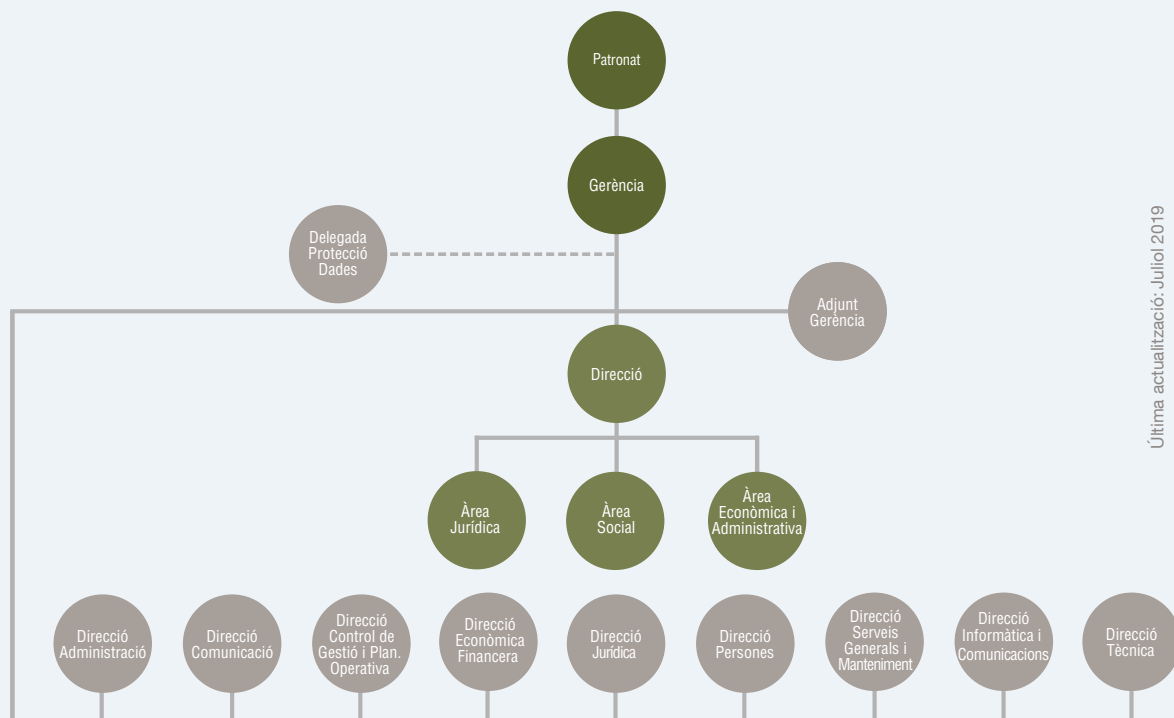 Patronat
Gerència
Delegada
Protecció
Dades
Adjunt
Gerència
Direcció
Àrea
Jurídica
Àrea
Social
Àrea
Econòmica i
Administrativa
Direcció
Administració
Direcció
Comunicació
Direcció
Control de
Gestió i Plan.
Operativa
Direcció
Econòmica
Financera
Direcció
Jurídica
Direcció
Persones
Direcció
Serveis
Generals i
Manteniment
Direcció
Informàtica i
Comunicacions
Direcció
Tècnica
Última actualització: Juliol 2019